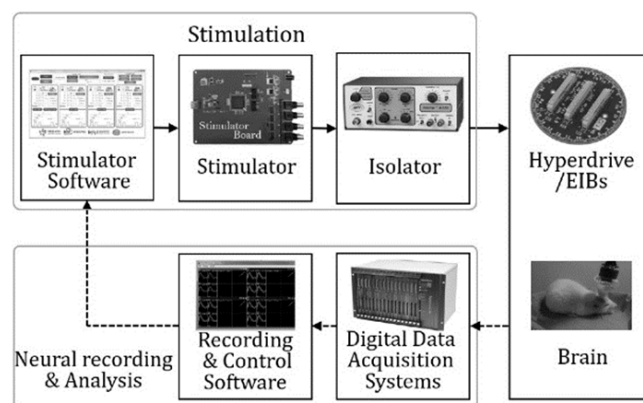 Stimulation
Stimulator
Software
Stimulator
Board
Stimulator
Isolator
Hyperdrive
/EIBs
Neural recording
& Analysis
Recording
& Control
Software
Digital Data
Acquisition
Systems
Brain